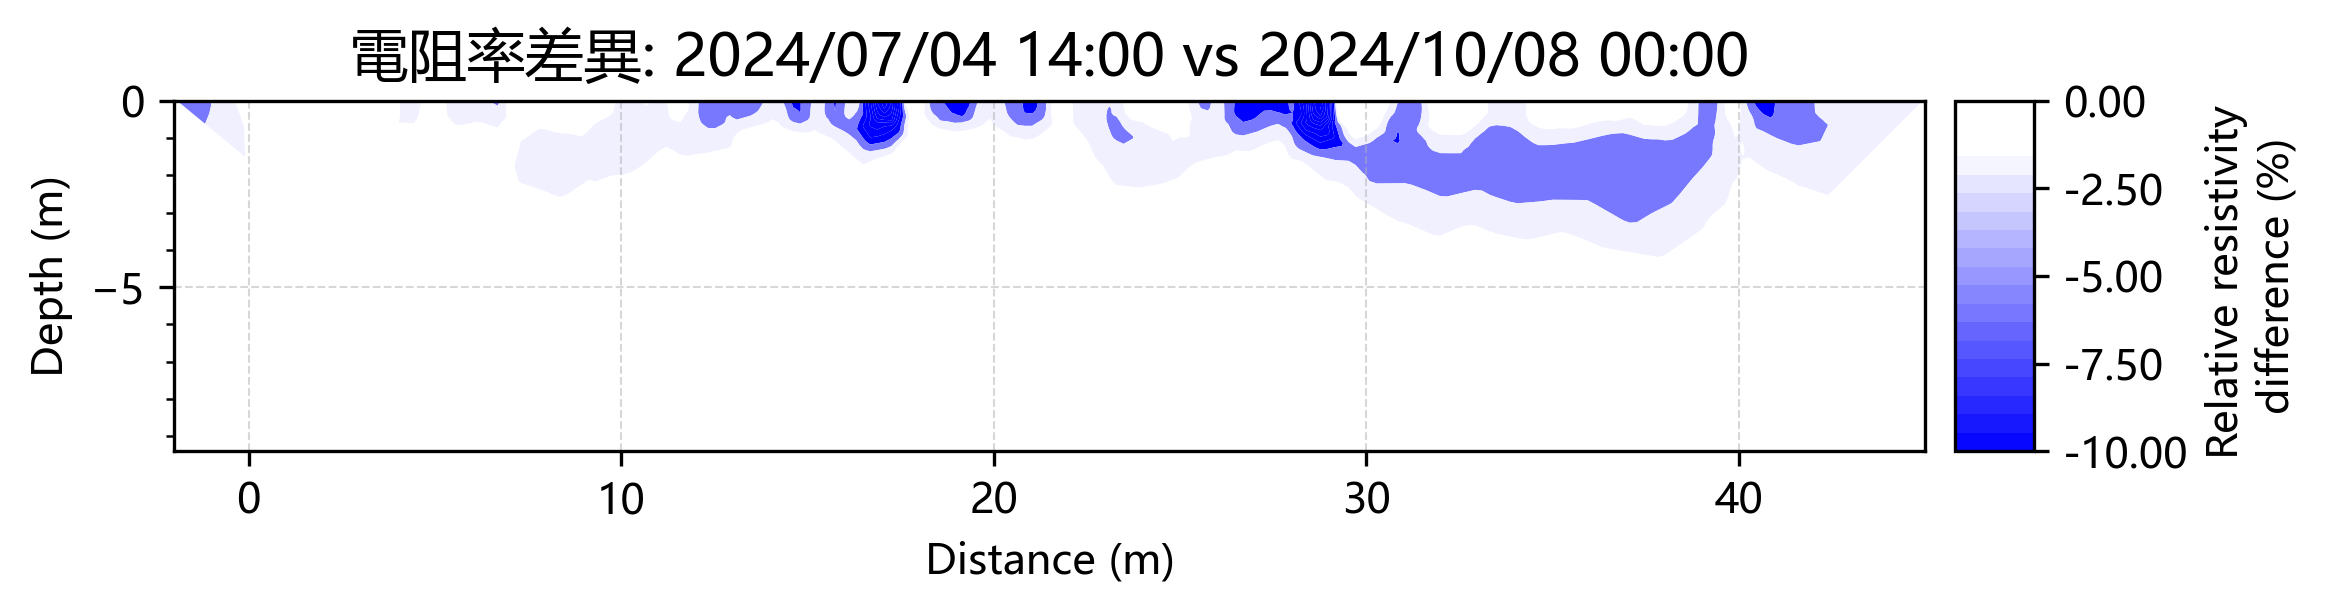 電阻率差異: 2024/07/04 14:00 vs 2024/10/08 00:00
0
−5
Depth (m)
0 10 20 30 40
Distance (m)
0.00
-2.50
-5.00
-7.50
-10.00
Relative resistivity
difference (%)